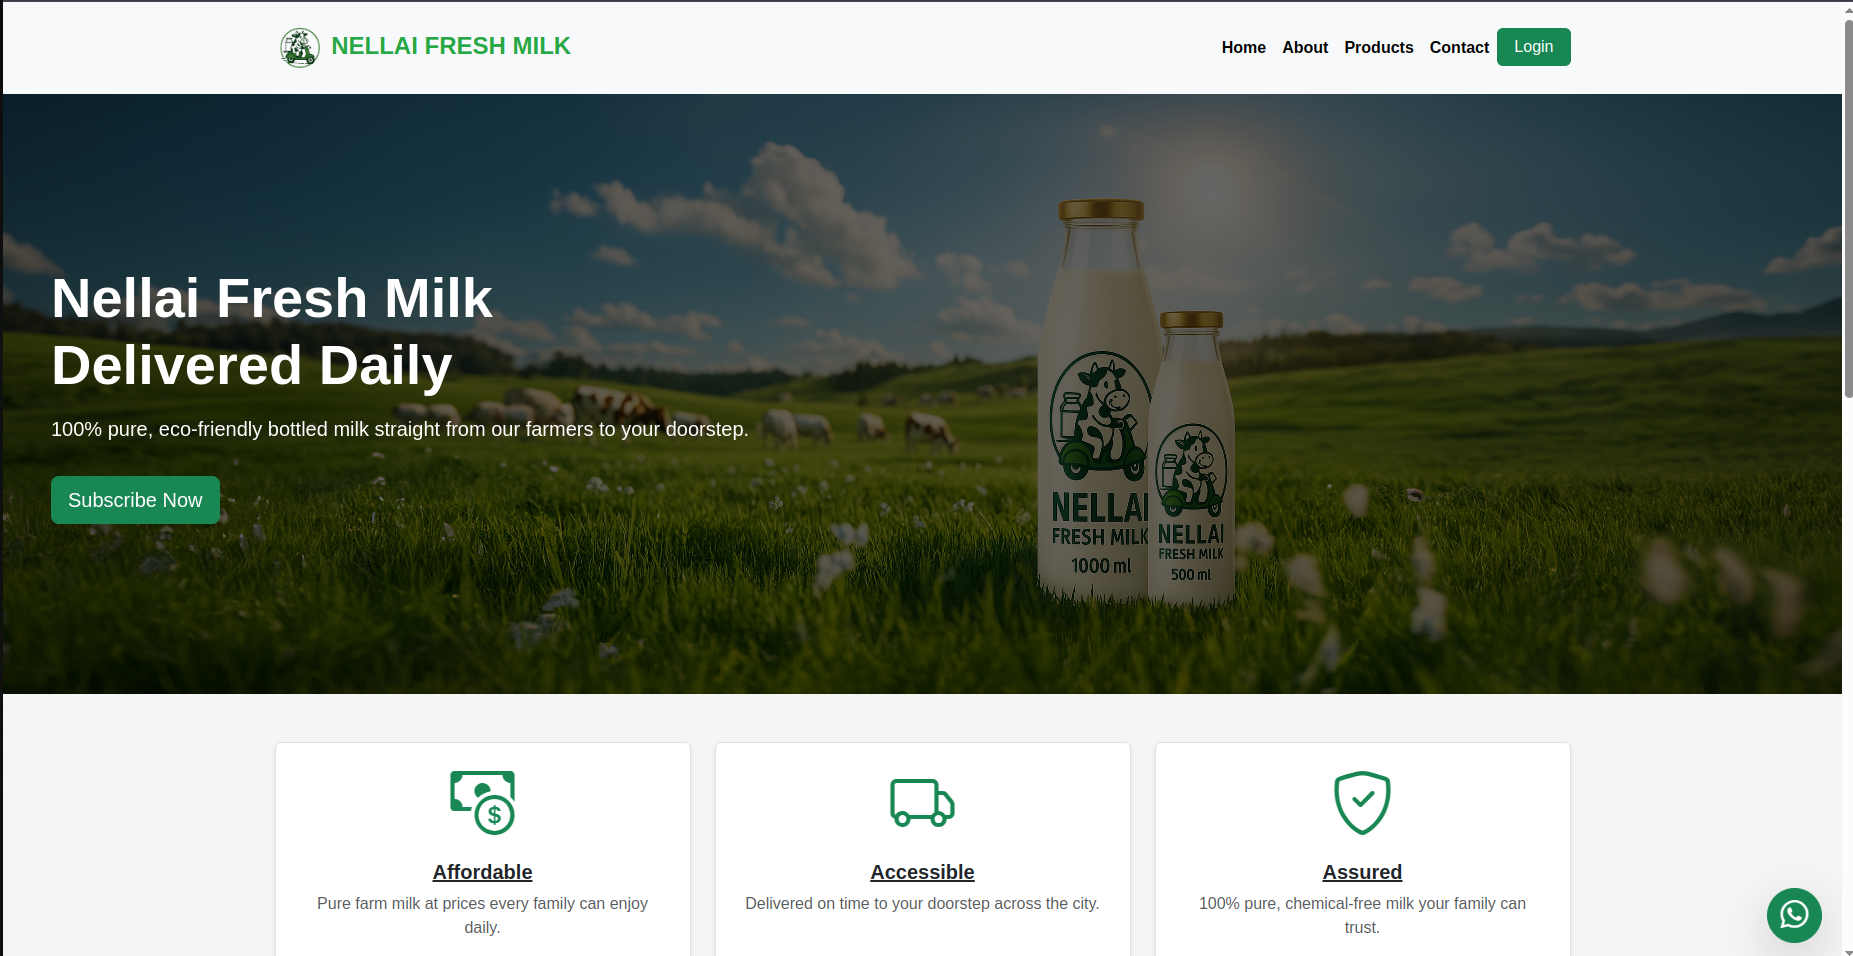 NELLAI FRESH MILK
Home About Products Contact Login
Nellai Fresh Milk
Delivered Daily
100% pure, eco-friendly bottled milk straight from our farmers to your doorstep.
Subscribe Now
NELLAI
FRESH MILK
1000 ml
NELLAI
FRESH MILK
500 ml
$
Affordable
Pure farm milk at prices every family can enjoy
daily.
Accessible
Delivered on time to your doorstep across the city.
Assured
100% pure, chemical-free milk your family can
trust.